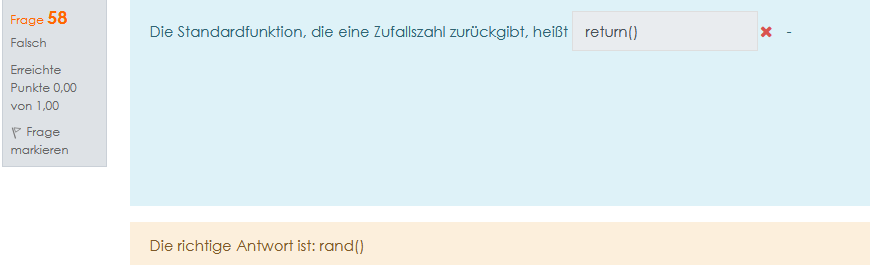 Frage 58
Falsch
Erreichte
Punkte 0,00
von 1,00
Frage
markieren
Die Standardfunktion, die eine Zufallszahl zurückgibt, heißt return() -
Die richtige Antwort ist: rand()